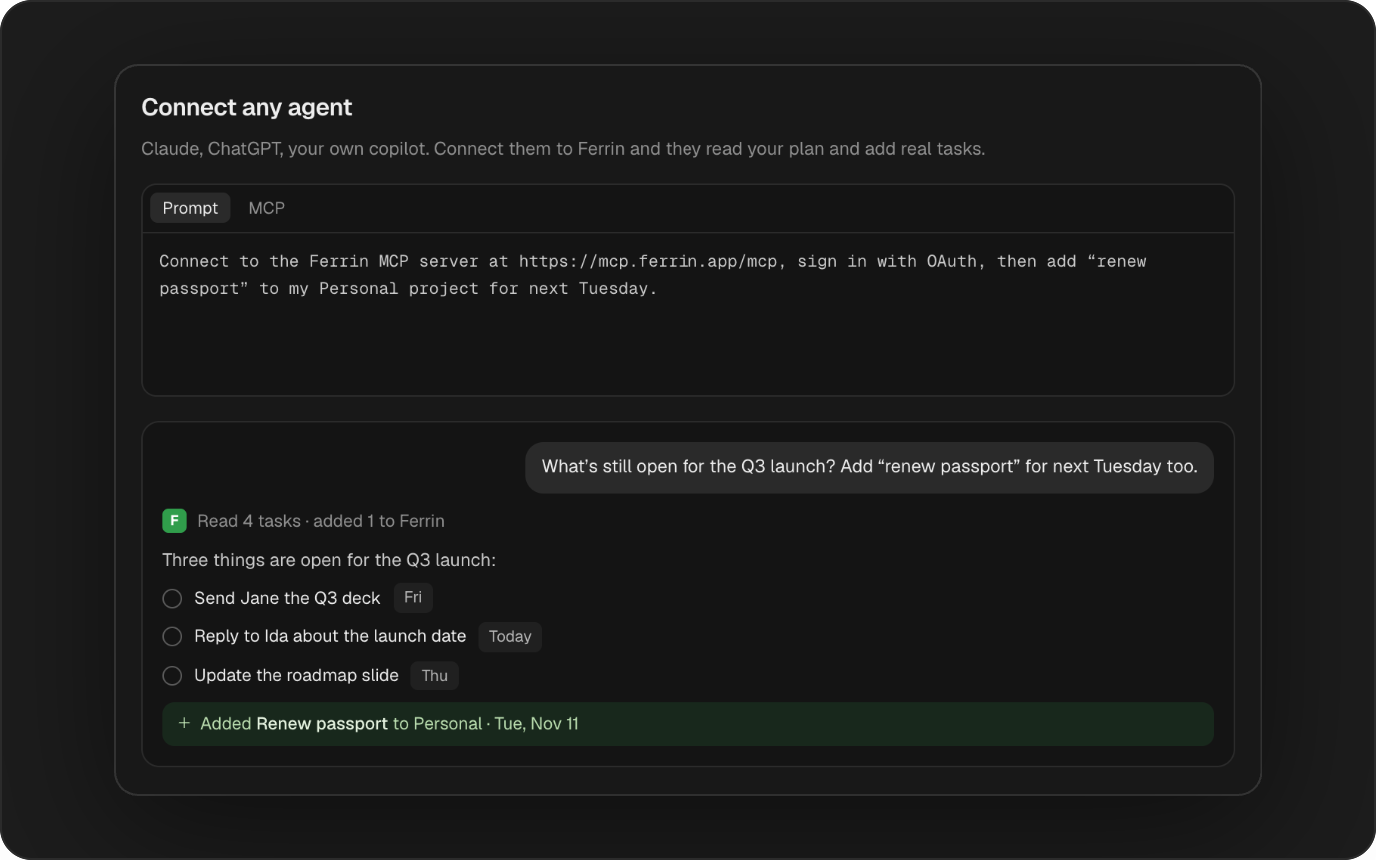 Connect any agent
Claude, ChatGPT, your own copilot. Connect them to Ferrin and they read your plan and add real tasks.
Prompt MCP
Connect to the Ferrin MCP server at https://mcp.ferrin.app/mcp, sign in with OAuth, then add “renew
passport” to my Personal project for next Tuesday.
What’s still open for the Q3 launch? Add “renew passport” for next Tuesday too.
F Read 4 tasks · added 1 to Ferrin
Three things are open for the Q3 launch:
Send Jane the Q3 deck Fri
Reply to Ida about the launch date Today
Update the roadmap slide Thu
+ Added Renew passport to Personal · Tue, Nov 11